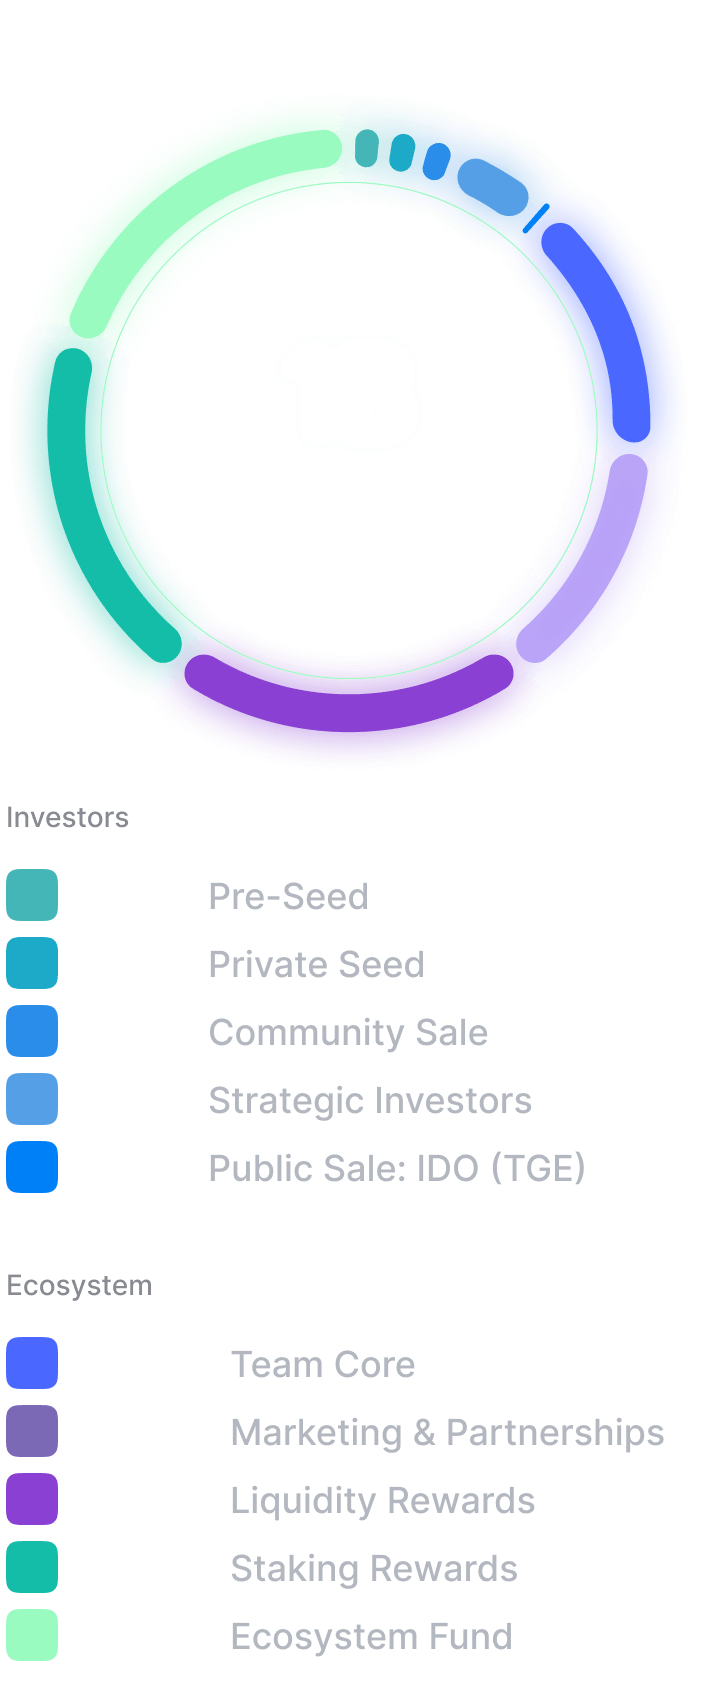 Investors
Pre-Seed
Private Seed
Community Sale
Strategic Investors
Public Sale: IDO (TGE)
Ecosystem
Team Core
Marketing & Partnerships
Liquidity Rewards
Staking Rewards
Ecosystem Fund